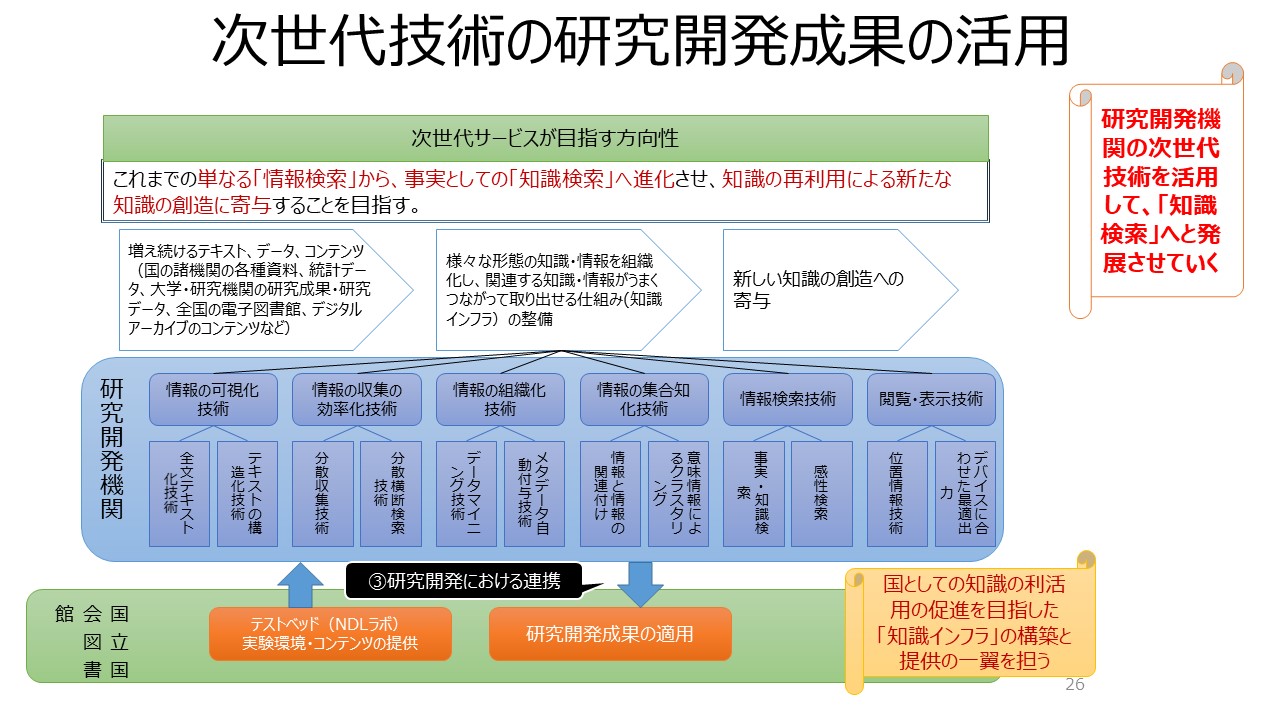 次世代技術の研究開発成果の活用
研究開発機
関の次世代
技術を活用
して、「知識
検索」へと発
展させていく
次世代サービスが目指す方向性
これまでの単なる「情報検索」から、事実としての「知識検索」へ進化させ、知識の再利用による新たな
知識の創造に寄与することを目指す。
増え続けるテキスト、データ、コンテンツ
（国の諸機関の各種資料、統計デー
タ、大学・研究機関の研究成果・研究
データ、全国の電子図書館、デジタル
アーカイブのコンテンツなど）
様々な形態の知識・情報を組織
化し、関連する知識・情報がうまく
つながって取り出せる仕組み(知識
インフラ）の整備
新しい知識の創造への
寄与
研究開発機関
情報の可視化
技術
情報の収集の
効率化技術
情報の組織化
技術
情報の集合知
化技術
情報検索技術
閲覧・表示技術
全文テキスト
化技術
テキストの構
造化技術
分散収集技術
分散横断検索
技術
データマイニ
ング技術
メタデータ自
動付与技術
情報と情報の
関連付け
意味情報によ
るクラスタリ
ング
事実・知識検
索
感性検索
位置情報技術
デバイスに合
わせた最適出
力
③研究開発における連携
国立国
会図書
館
テストベッド（NDLラボ）
実験環境・コンテンツの提供
研究開発成果の適用
国としての知識の利活
用の促進を目指した
「知識インフラ」の構築と
提供の一翼を担う
26